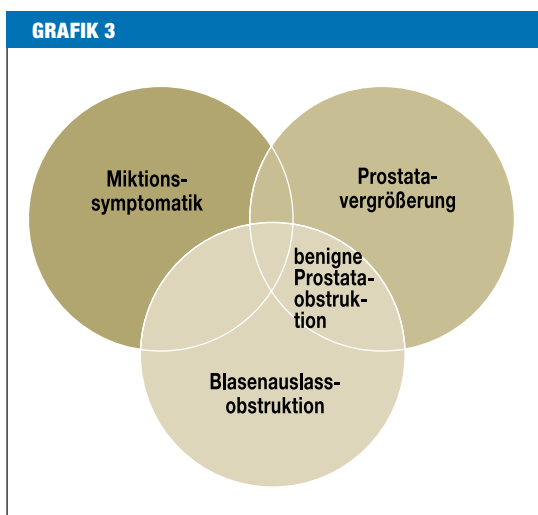 GRAFIK 3
Miktions-
symptomatik
Prostata-
vergrößerung
benigne
Prostata-
obstruk-
tion
Blasenauslass-
obstruktion